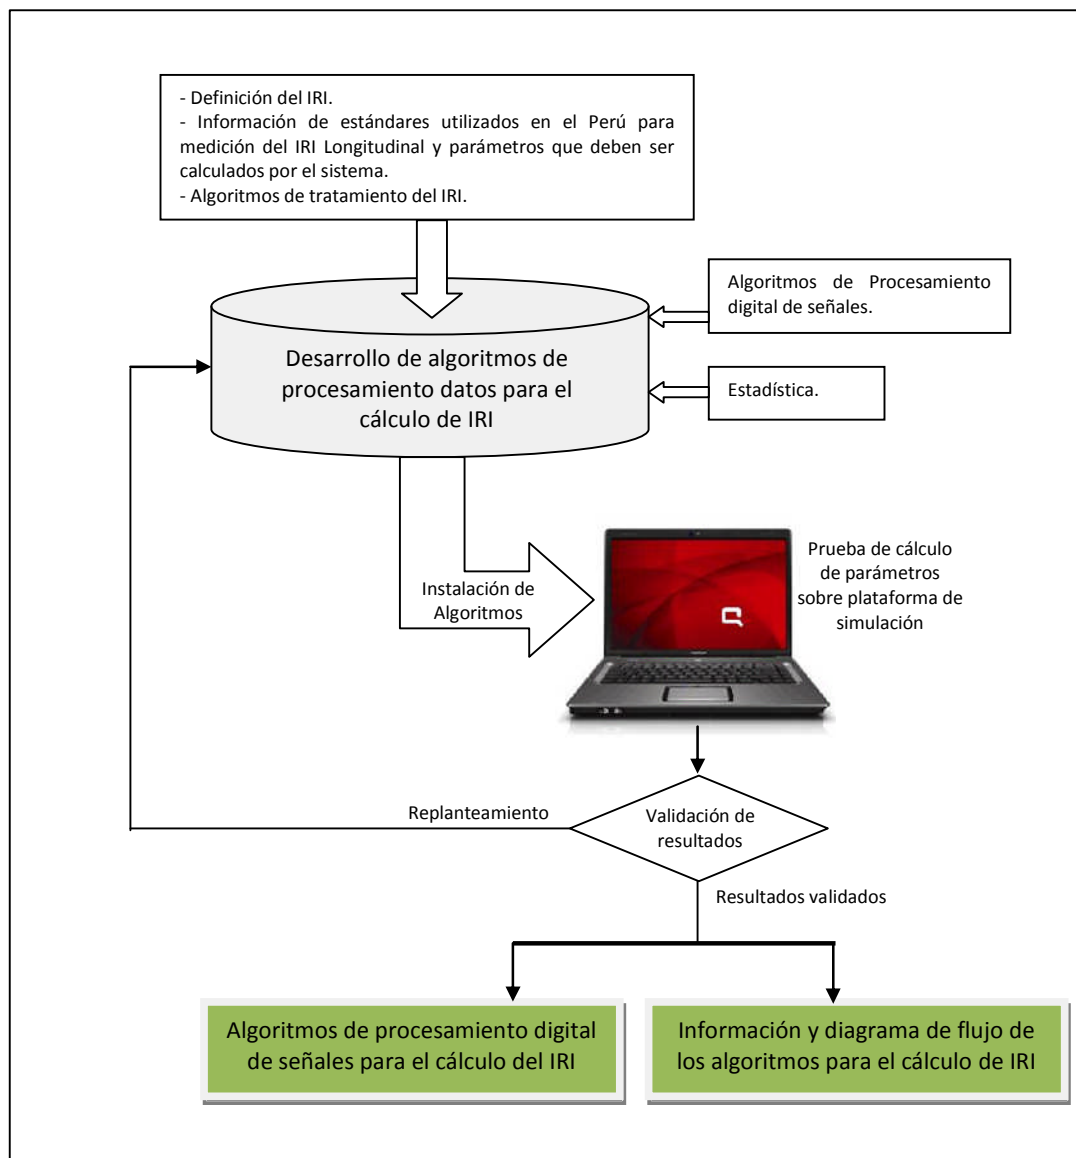 - Definición del IRI.
- Información de estándares utilizados en el Perú para
medición del IRI Longitudinal y parámetros que deben ser
calculados por el sistema.
- Algoritmos de tratamiento del IRI.
Algoritmos de Procesamiento
digital de señales.
Desarrollo de algoritmos de
procesamiento datos para el
cálculo de IRI
Estadística.
Instalación de
Algoritmos
Prueba de cálculo
de parámetros
sobre plataforma de
simulación
Replanteamiento
Validación de
resultados
Resultados validados
Algoritmos de procesamiento digital
de señales para el cálculo del IRI
Información y diagrama de flujo de
los algoritmos para el cálculo de IRI